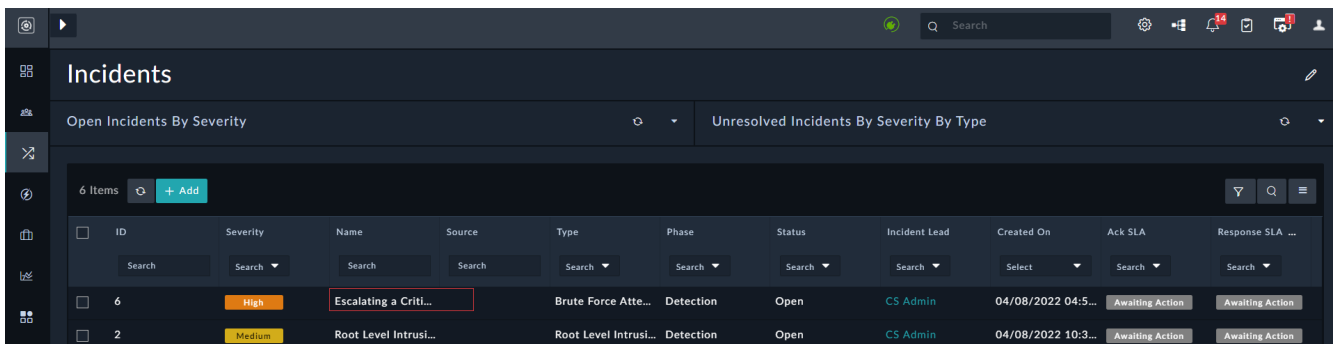 Search
14
!
Incidents
Open Incidents By Severity
Unresolved Incidents By Severity By Type
6 Items
+ Add
ID Severity Name Source Type Phase Status Incident Lead Created On Ack SLA Response SLA ...
Search Search Search Search Search Search Search Search Select Search Search
6 High Escalating a Criti... Brute Force Atte... Detection Open CS Admin 04/08/2022 04:5... Awaiting Action Awaiting Action
2 Medium Root Level Intrusi... Root Level Intrusi... Detection Open CS Admin 04/08/2022 10:3... Awaiting Action Awaiting Action